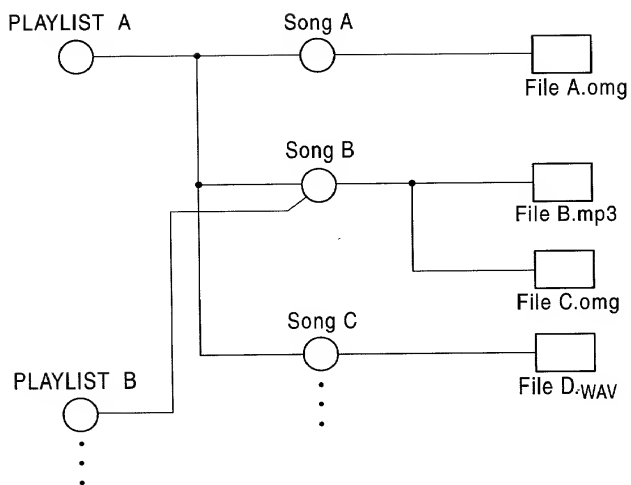 PLAYLIST A
Song A
File A.omg
Song B
File B.mp3
File C.omg
Song C
File D.WAV
PLAYLIST B